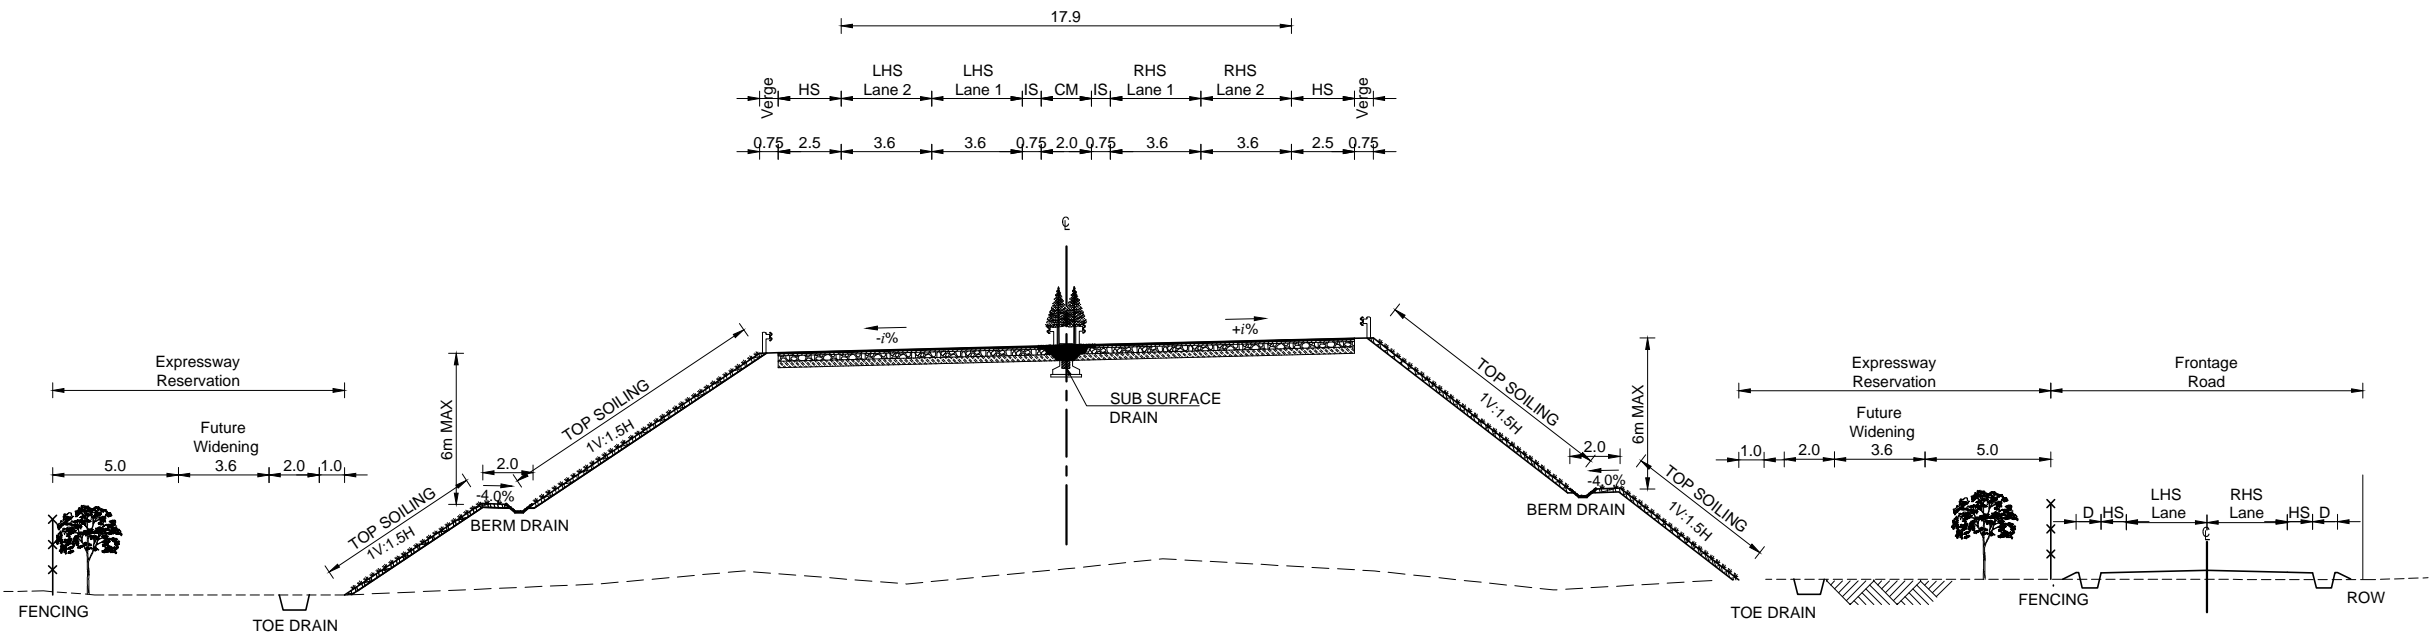 17.9
Verge
HS
LHS
Lane 2
LHS
Lane 1
IS
CM
IS
RHS
Lane 1
RHS
Lane 2
HS
Verge
0.75
2.5
3.6
3.6
0.75
2.0
0.75
3.6
3.6
2.5
0.75
℄
-i%
+i%
SUB SURFACE
DRAIN
Expressway
Reservation
Future
Widening
5.0
3.6
2.0
1.0
6m MAX
TOP SOILING
1V:1.5H
2.0
-4.0%
BERM DRAIN
TOP SOILING
1V:1.5H
FENCING
TOE DRAIN
TOP SOILING
1V:1.5H
6m MAX
2.0
-4.0%
BERM DRAIN
TOP SOILING
1V:1.5H
Expressway
Reservation
Frontage
Road
Future
Widening
1.0
2.0
3.6
5.0
D
HS
LHS
Lane
RHS
Lane
HS
D
℄
TOE DRAIN
FENCING
ROW